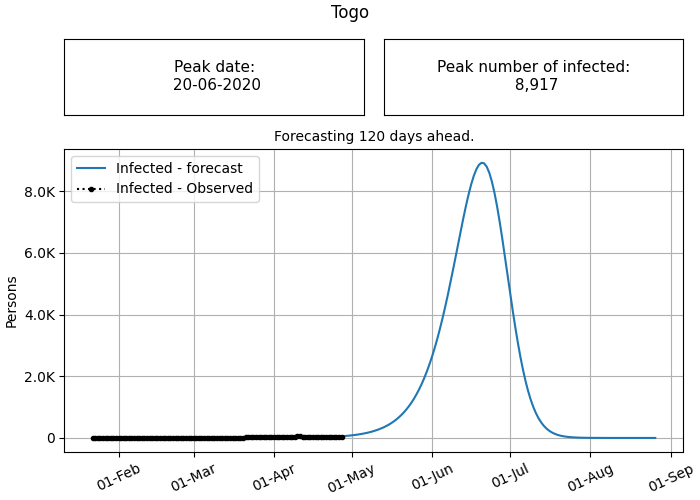 Togo
Peak date:
20-06-2020
Peak number of infected:
8,917
Forecasting 120 days ahead.
Infected - forecast
Infected - Observed
Persons
8.0K
6.0K
4.0K
2.0K
0
01-Feb
01-Mar
01-Apr
01-May
01-Jun
01-Jul
01-Aug
01-Sep